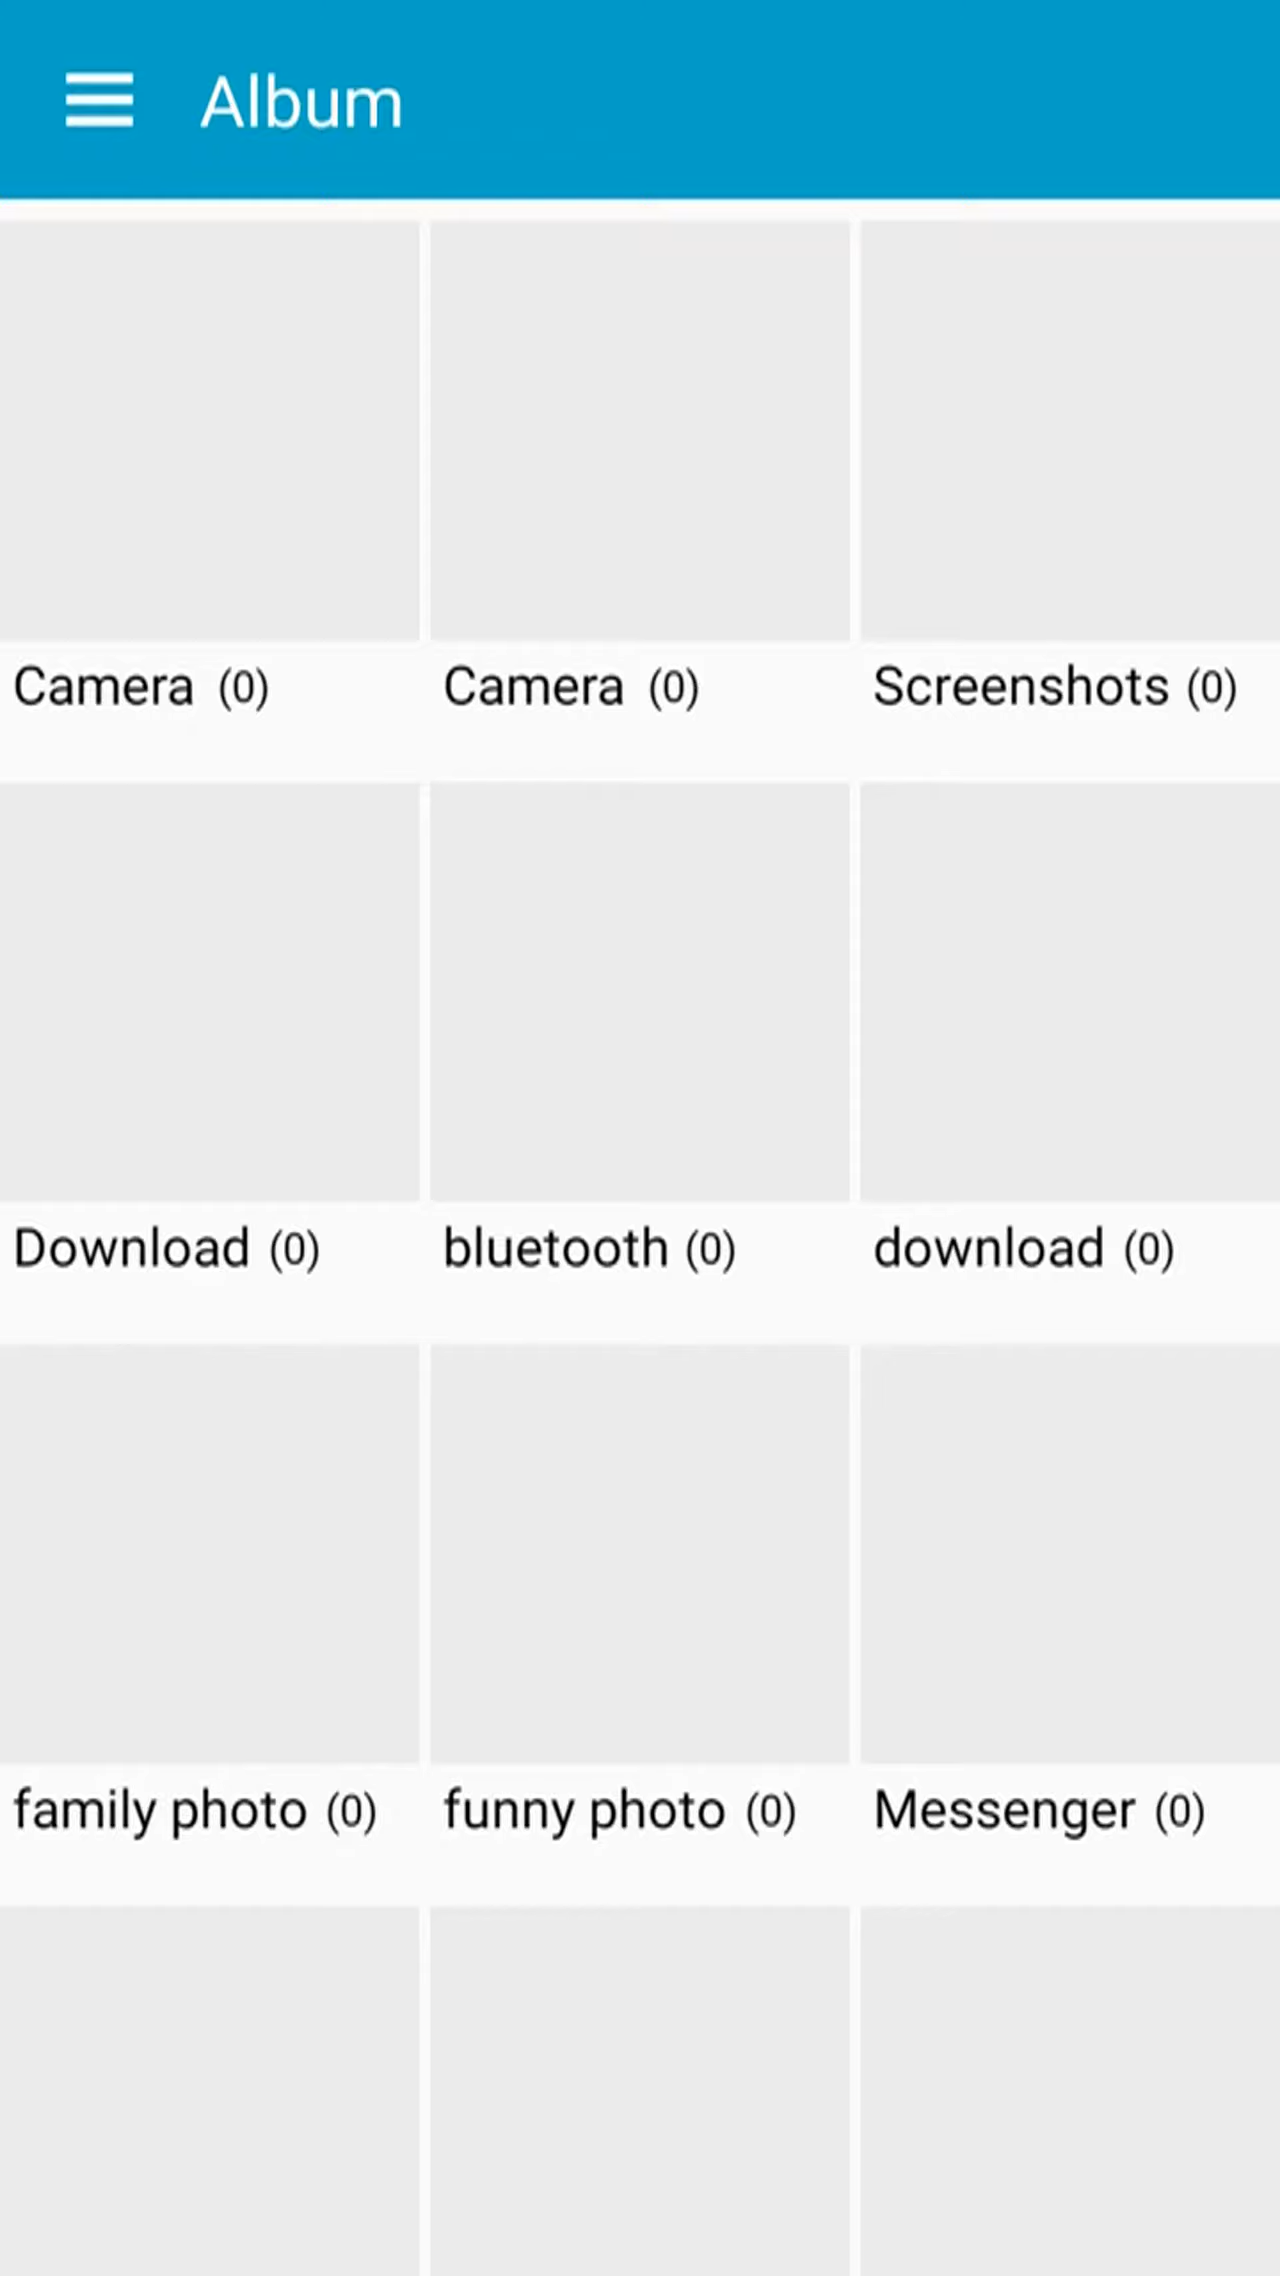 Album
Camera (0) Camera (0) Screenshots (0)
Download (0) bluetooth (0) download (0)
family photo (0) funny photo (0) Messenger (0)